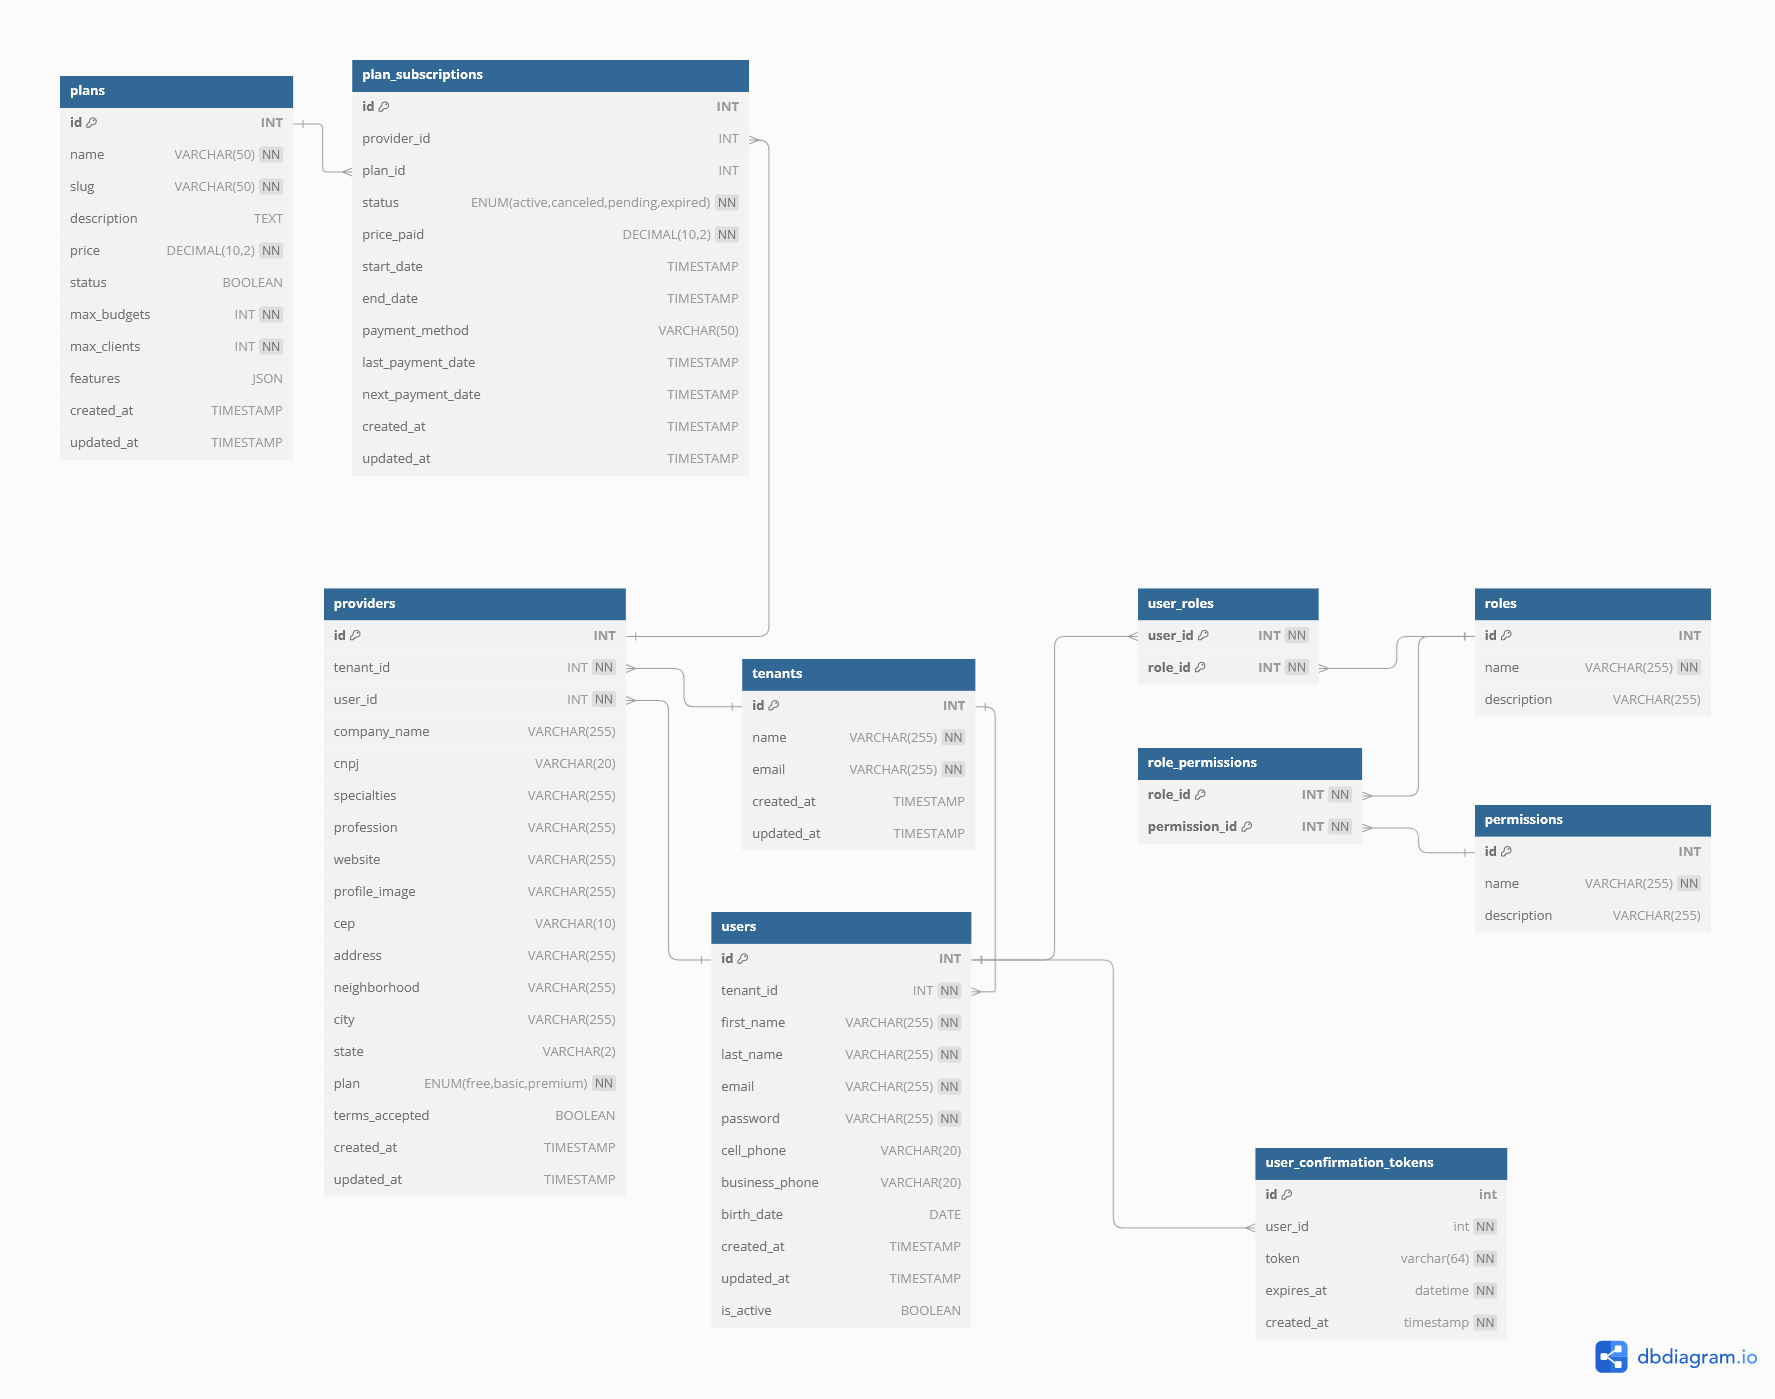 plans
id INT
name VARCHAR(50) NN
slug VARCHAR(50) NN
description TEXT
price DECIMAL(10,2) NN
status BOOLEAN
max_budgets INT NN
max_clients INT NN
features JSON
created_at TIMESTAMP
updated_at TIMESTAMP
plan_subscriptions
id INT
provider_id INT
plan_id INT
status ENUM(active,canceled,pending,expired) NN
price_paid DECIMAL(10,2) NN
start_date TIMESTAMP
end_date TIMESTAMP
payment_method VARCHAR(50)
last_payment_date TIMESTAMP
next_payment_date TIMESTAMP
created_at TIMESTAMP
updated_at TIMESTAMP
providers
id INT
tenant_id INT NN
user_id INT NN
company_name VARCHAR(255)
cnpj VARCHAR(20)
specialties VARCHAR(255)
profession VARCHAR(255)
website VARCHAR(255)
profile_image VARCHAR(255)
cep VARCHAR(10)
address VARCHAR(255)
neighborhood VARCHAR(255)
city VARCHAR(255)
state VARCHAR(2)
plan ENUM(free,basic,premium) NN
terms_accepted BOOLEAN
created_at TIMESTAMP
updated_at TIMESTAMP
tenants
id INT
name VARCHAR(255) NN
email VARCHAR(255) NN
created_at TIMESTAMP
updated_at TIMESTAMP
users
id INT
tenant_id INT NN
first_name VARCHAR(255) NN
last_name VARCHAR(255) NN
email VARCHAR(255) NN
password VARCHAR(255) NN
cell_phone VARCHAR(20)
business_phone VARCHAR(20)
birth_date DATE
created_at TIMESTAMP
updated_at TIMESTAMP
is_active BOOLEAN
user_roles
user_id INT NN
role_id INT NN
roles
id INT
name VARCHAR(255) NN
description VARCHAR(255)
role_permissions
role_id INT NN
permission_id INT NN
permissions
id INT
name VARCHAR(255) NN
description VARCHAR(255)
user_confirmation_tokens
id int
user_id int NN
token varchar(64) NN
expires_at datetime NN
created_at timestamp NN
dbdiagram.io